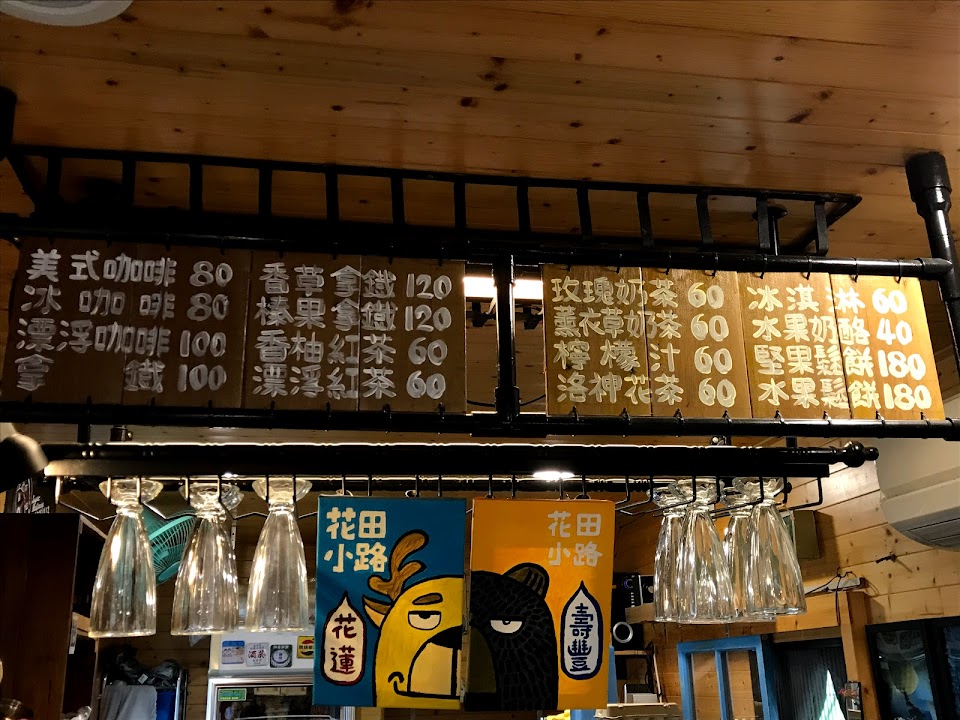 美式咖啡 80
冰咖啡 80
漂浮咖啡 100
拿鐵 100
香草拿鐵 120
榛果拿鐵 120
香柚紅茶 60
漂浮紅茶 60
玫瑰奶茶 60
薰衣草奶茶 60
檸檬汁 60
洛神花茶 60
冰淇淋 60
水果奶酪 40
堅果鬆餅 180
水果鬆餅 180
花田
小路
花蓮
花田
小路
壽豐